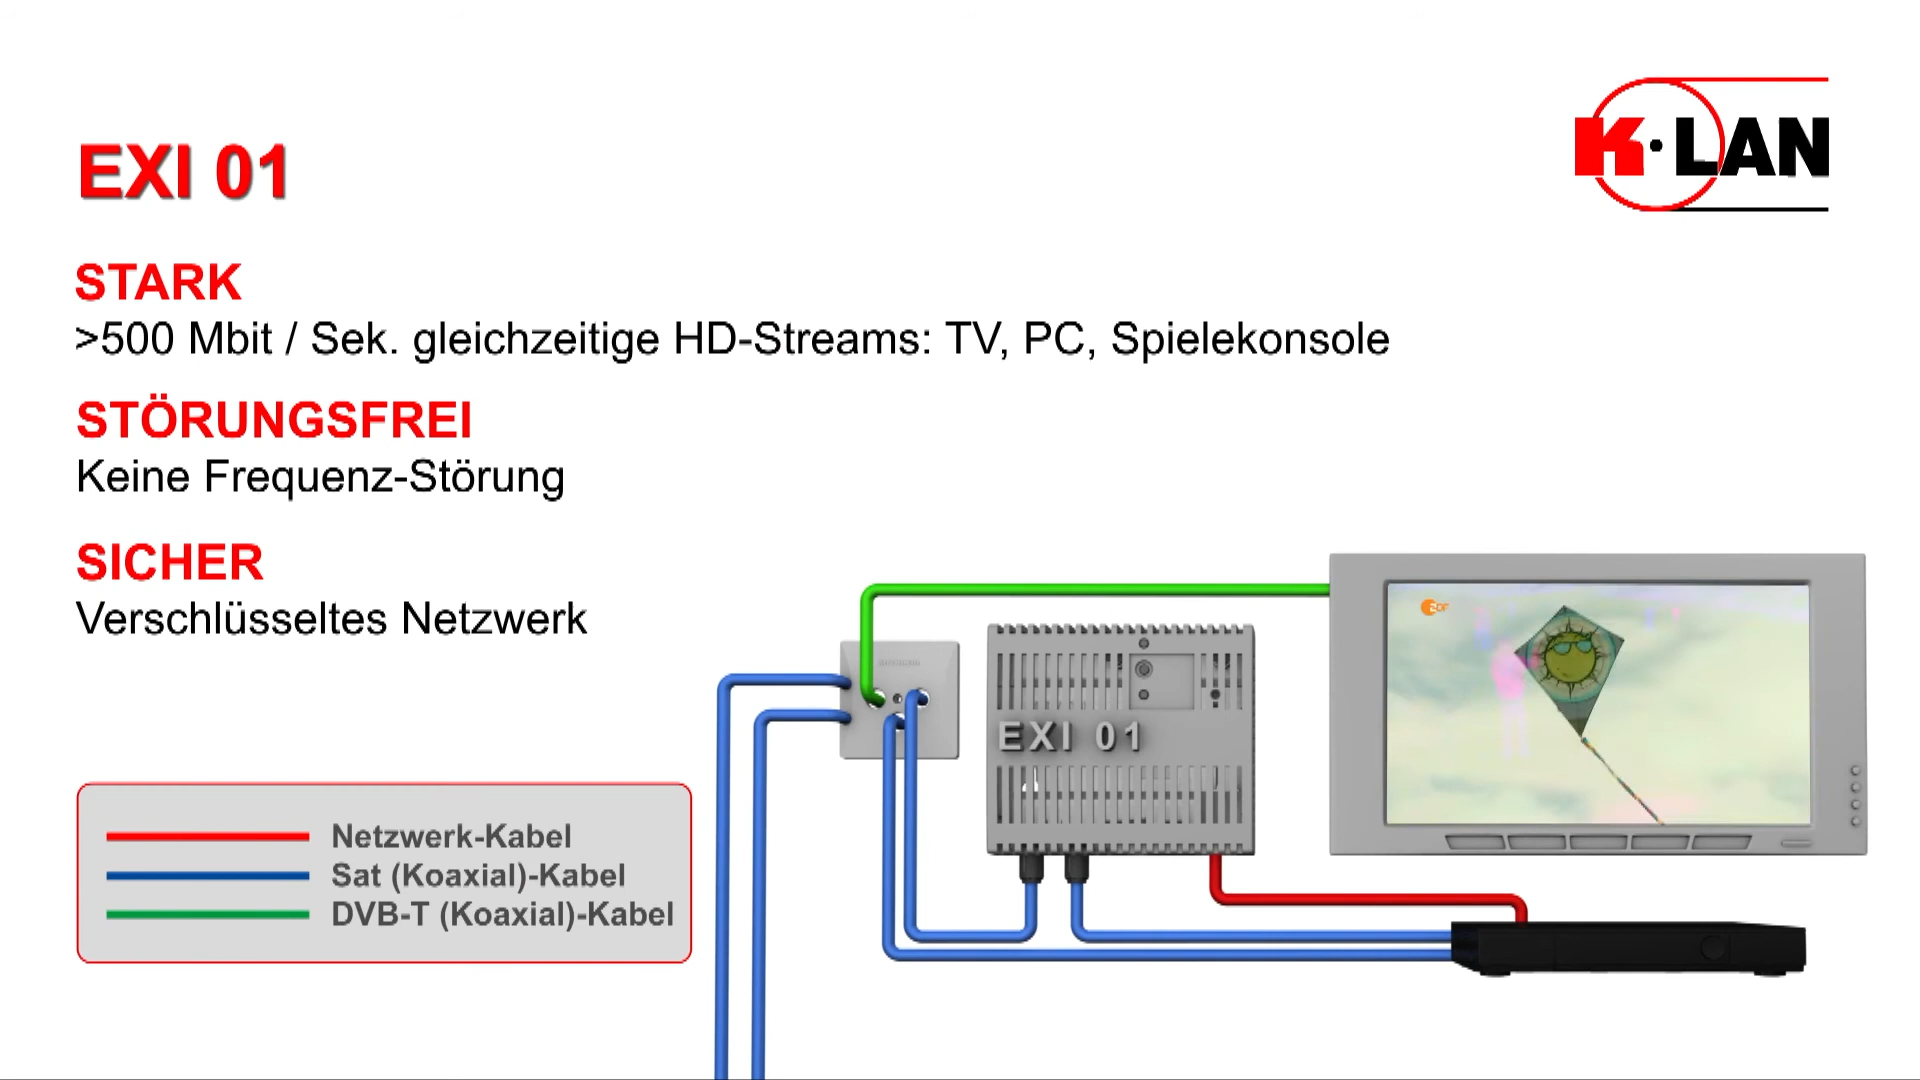 K·LAN
EXI 01
STARK
>500 Mbit / Sek. gleichzeitige HD-Streams: TV, PC, Spielekonsole
STÖRUNGSFREI
Keine Frequenz-Störung
SICHER
Verschlüsseltes Netzwerk
ZDF
EXI 01
Netzwerk-Kabel
Sat (Koaxial)-Kabel
DVB-T (Koaxial)-Kabel